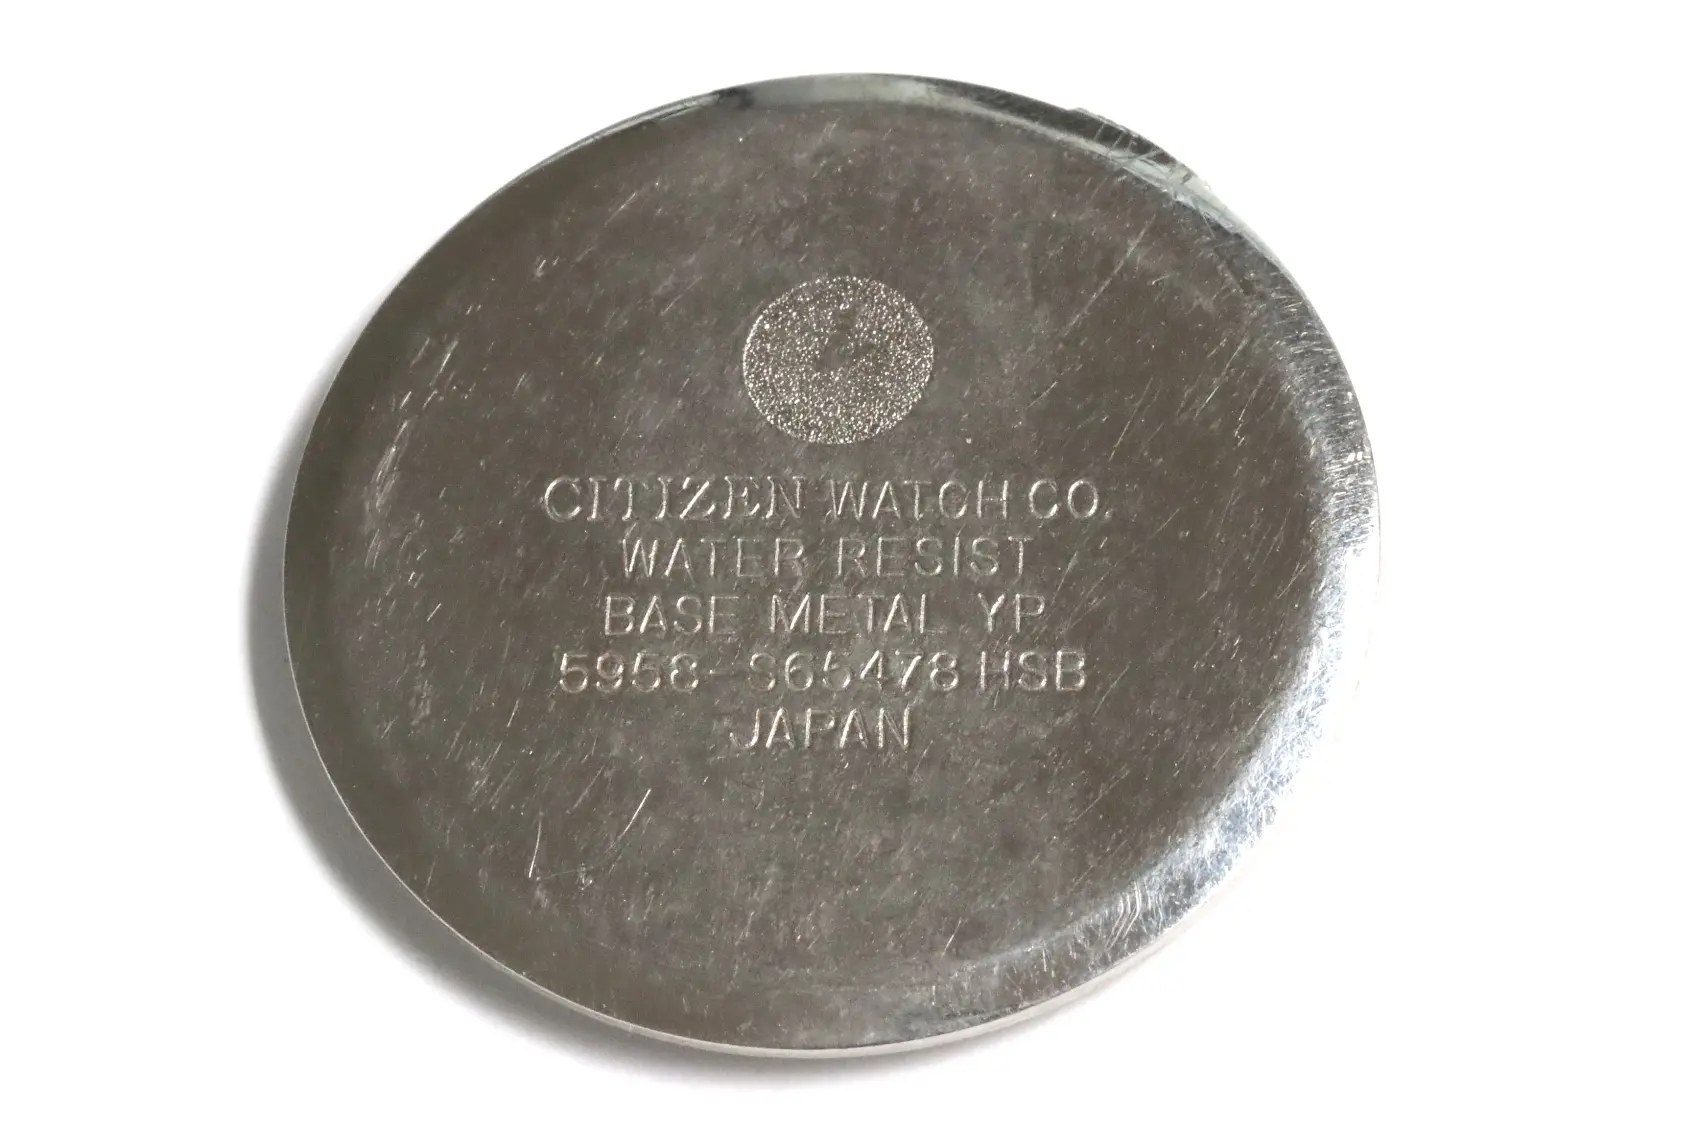 CITIZEN WATCH CO.
WATER RESIST
BASE METAL YP
5958-S65478 HSB
JAPAN